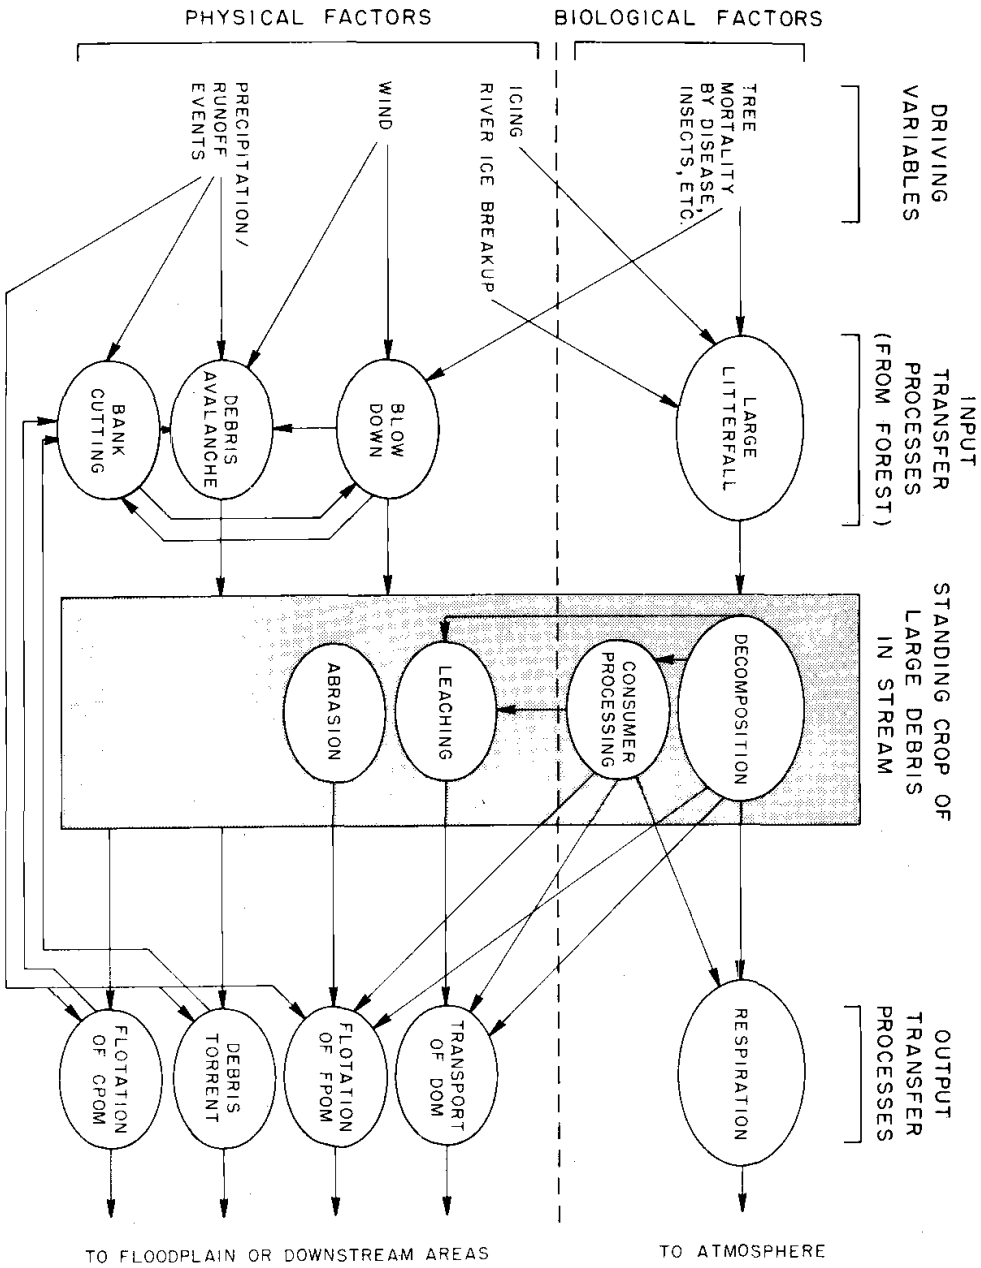 PHYSICAL FACTORS
BIOLOGICAL FACTORS
DRIVING
VARIABLES
TREE
MORTALITY
BY DISEASE,
INSECTS, ETC.
ICING
RIVER ICE BREAKUP
WIND
PRECIPITATION/
RUNOFF
EVENTS
INPUT
TRANSFER
PROCESSES
(FROM FOREST)
LARGE
LITTERFALL
BLOW
DOWN
DEBRIS
AVALANCHE
BANK
CUTTING
STANDING CROP OF
LARGE DEBRIS
IN STREAM
DECOMPOSITION
CONSUMER
PROCESSING
LEACHING
ABRASION
OUTPUT
TRANSFER
PROCESSES
RESPIRATION
TRANSPORT
OF DOM
FLOTATION
OF FPOM
DEBRIS
TORRENT
FLOTATION
OF CPOM
TO FLOODPLAIN OR DOWNSTREAM AREAS
TO ATMOSPHERE